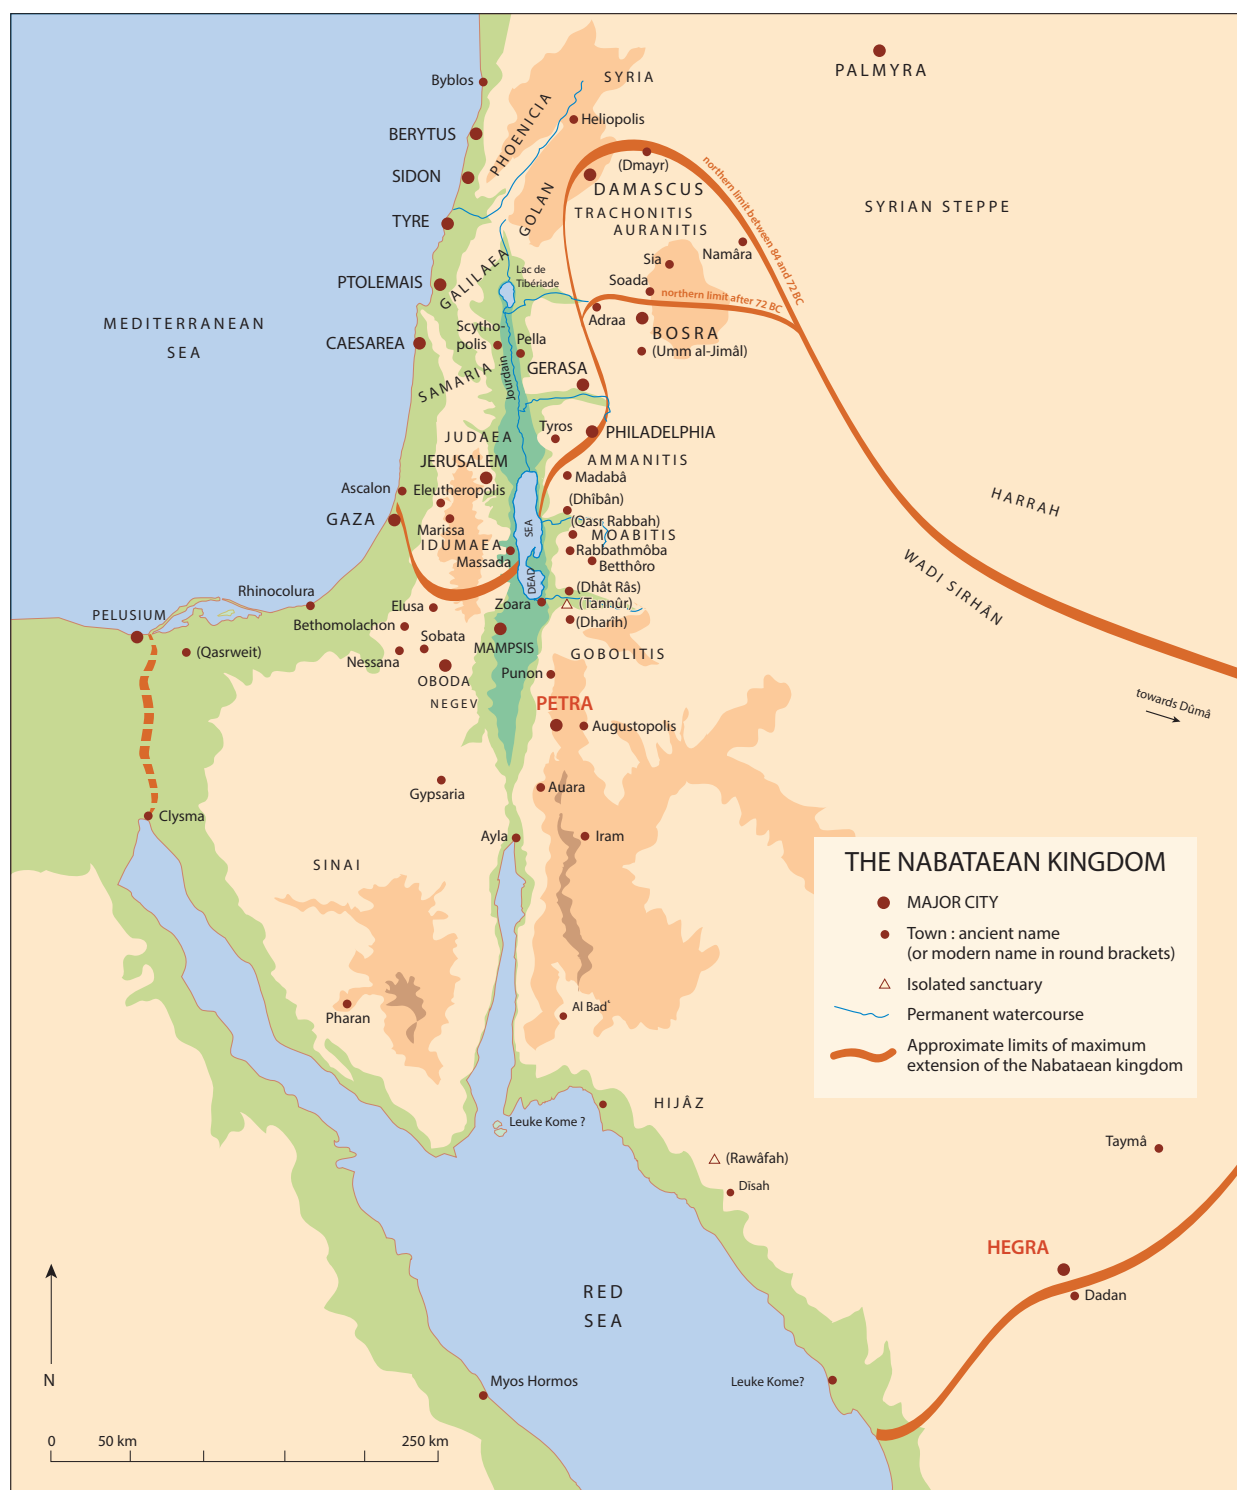 Byblos
SYRIA
PALMYRA
PHOENICIA
Heliopolis
BERYTUS
(Dmayr)
SIDON
DAMASCUS
northern limit between 84 and 72 BC
GOLAN
TRACHONITIS
AURANITIS
SYRIAN STEPPE
TYRE
Namâra
Sia
GALILAEA
Lac de
Tibériade
Soada
northern limit after 72 BC
PTOLEMAIS
Adraa
BOSRA
MEDITERRANEAN
SEA
Scytho-
polis
Pella
(Umm al-Jimâl)
CAESAREA
GERASA
Jourdain
SAMARIA
Tyros
PHILADELPHIA
JUDAEA
AMMANITIS
JERUSALEM
Madabâ
Ascalon
Eleutheropolis
(Dhîbân)
HARRAH
GAZA
Marissa
(Qasr Rabbah)
MOABITIS
IDUMAEA
DEAD SEA
Rabbathmôba
Massada
Betthôro
WADI SIRHÂN
(Dhât Râs)
Rhinocolura
Elusa
Zoara
(Tannûr)
PELUSIUM
Bethomolachon
(Dharîh)
Sobata
MAMPSIS
(Qasrweit)
Nessana
GOBOLITIS
OBODA
Punon
NEGEV
PETRA
towards Dûmâ
Augustopolis
Gypsaria
Auara
Clysma
Ayla
Iram
SINAI
THE NABATAEAN KINGDOM
MAJOR CITY
Town : ancient name
(or modern name in round brackets)
Isolated sanctuary
Permanent watercourse
Approximate limits of maximum
extension of the Nabataean kingdom
Pharan
Al Badʿ
HIJÂZ
Leuke Kome ?
Taymâ
(Rawâfah)
Dîsah
HEGRA
Dadan
RED
SEA
N
Myos Hormos
Leuke Kome?
0 50 km 250 km